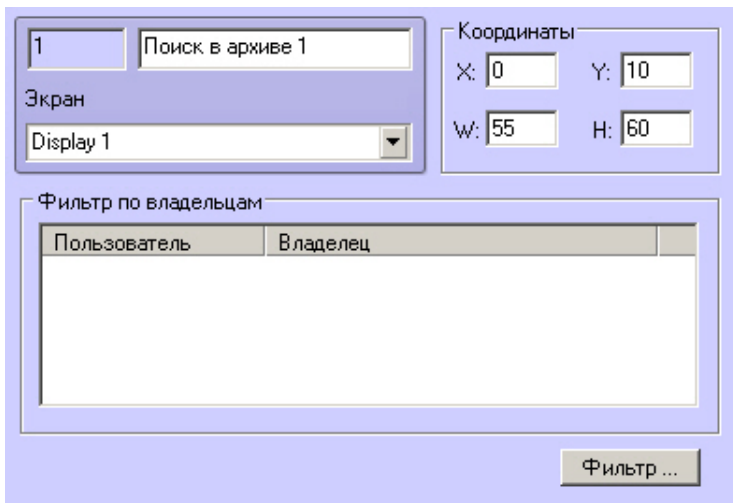 1 Поиск в архиве 1
Экран
Display 1
Координаты
X: 0 Y: 10
W: 55 H: 60
Фильтр по владельцам
Пользователь Владелец
Фильтр ...